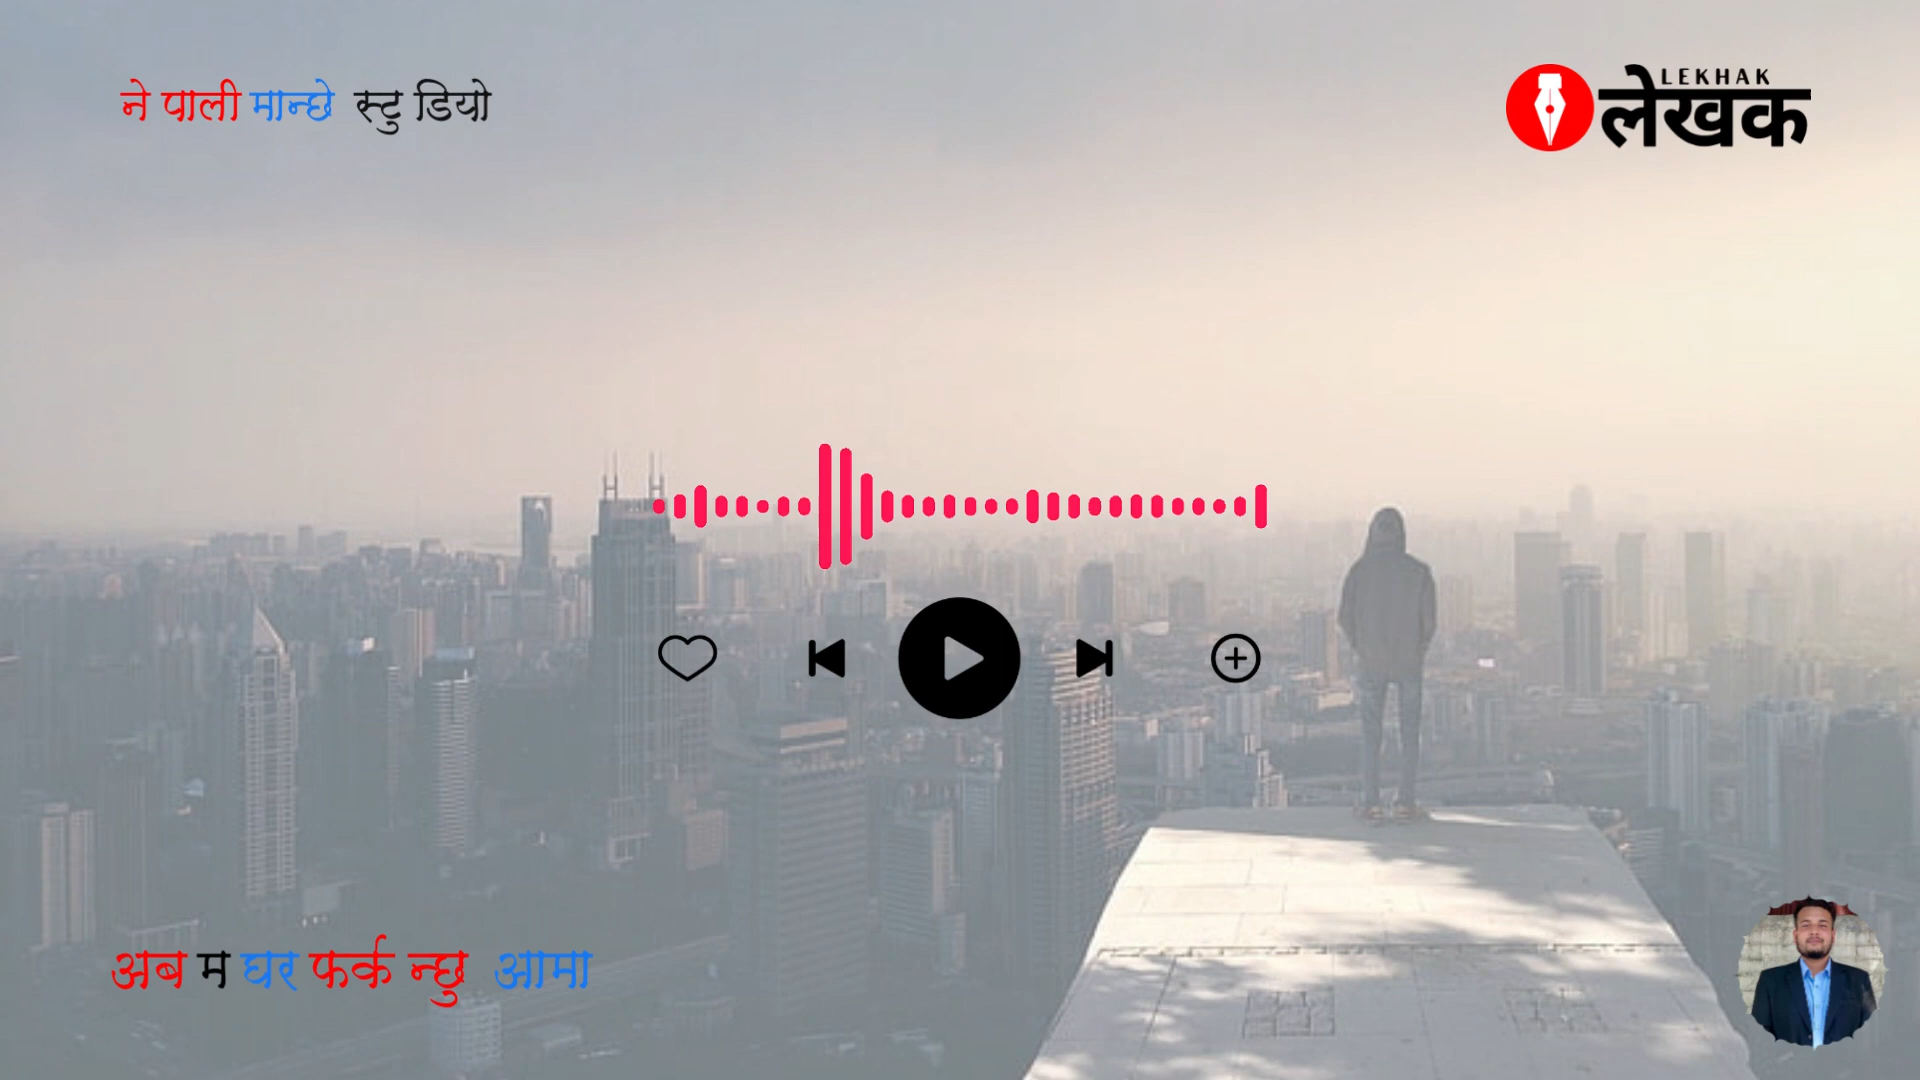 नेपाली मान्छे स्टुडियो
LEKHAK
लेखक
अब म घर फर्कन्छु आमा